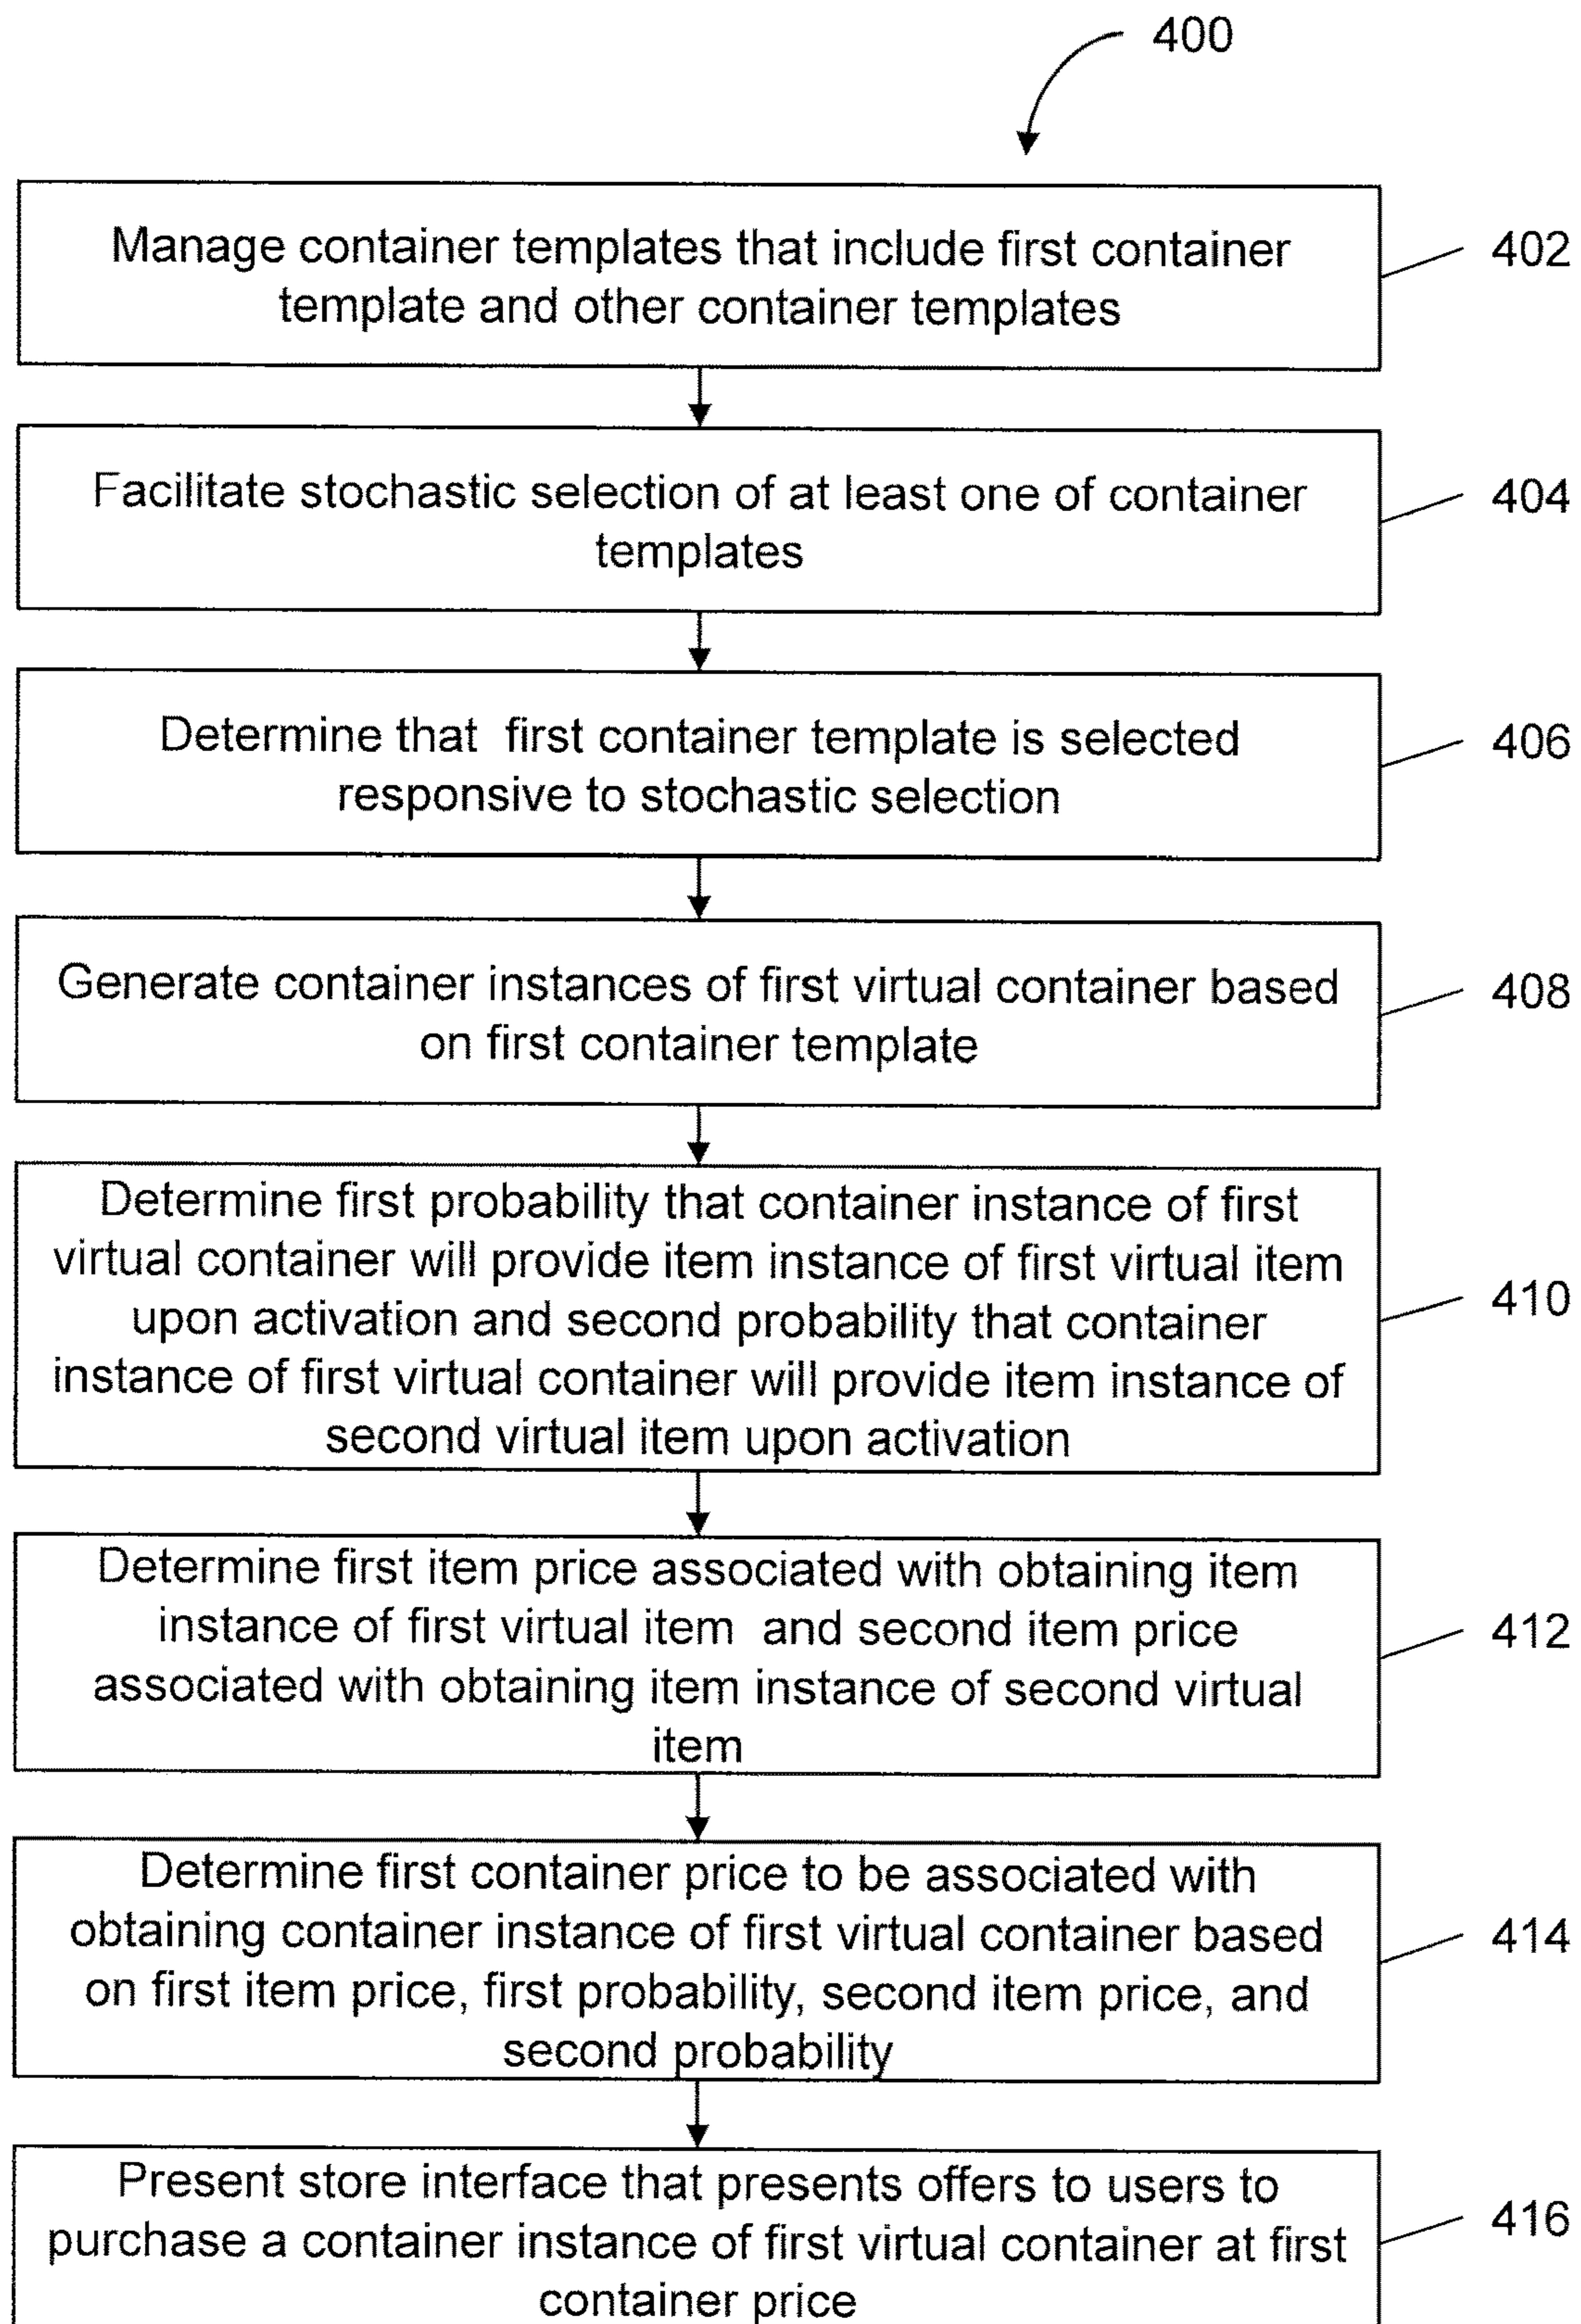 400
Manage container templates that include first container
template and other container templates
402
Facilitate stochastic selection of at least one of container
templates
404
Determine that first container template is selected
responsive to stochastic selection
406
Generate container instances of first virtual container based
on first container template
408
Determine first probability that container instance of first
virtual container will provide item instance of first virtual item
upon activation and second probability that container
instance of first virtual container will provide item instance of
second virtual item upon activation
410
Determine first item price associated with obtaining item
instance of first virtual item and second item price
associated with obtaining item instance of second virtual
item
412
Determine first container price to be associated with
obtaining container instance of first virtual container based
on first item price, first probability, second item price, and
second probability
414
Present store interface that presents offers to users to
purchase a container instance of first virtual container at first
container price
416